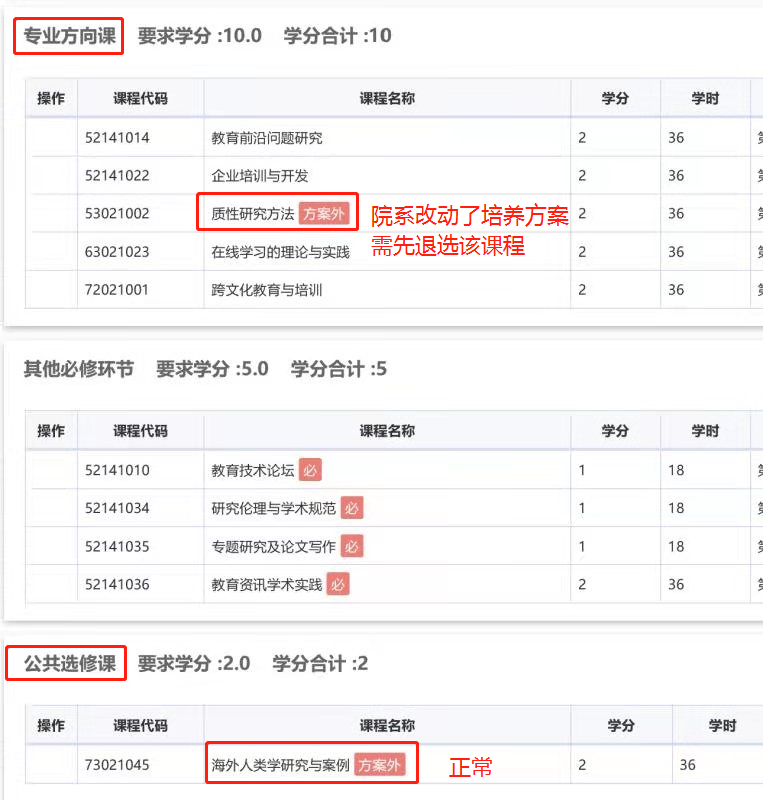 专业方向课 要求学分 :10.0 学分合计 :10
操作 课程代码 课程名称 学分 学时
52141014 教育前沿问题研究 2 36
52141022 企业培训与开发 2 36
53021002 质性研究方法 方案外 2 36
院系改动了培养方案
需先退选该课程
63021023 在线学习的理论与实践 2 36
72021001 跨文化教育与培训 2 36
其他必修环节 要求学分 :5.0 学分合计 :5
操作 课程代码 课程名称 学分 学时
52141010 教育技术论坛 必 1 18
52141034 研究伦理与学术规范 必 1 18
52141035 专题研究及论文写作 必 1 18
52141036 教育资讯学术实践 必 2 36
公共选修课 要求学分 :2.0 学分合计 :2
操作 课程代码 课程名称 学分 学时
73021045 海外人类学研究与案例 方案外 正常 2 36